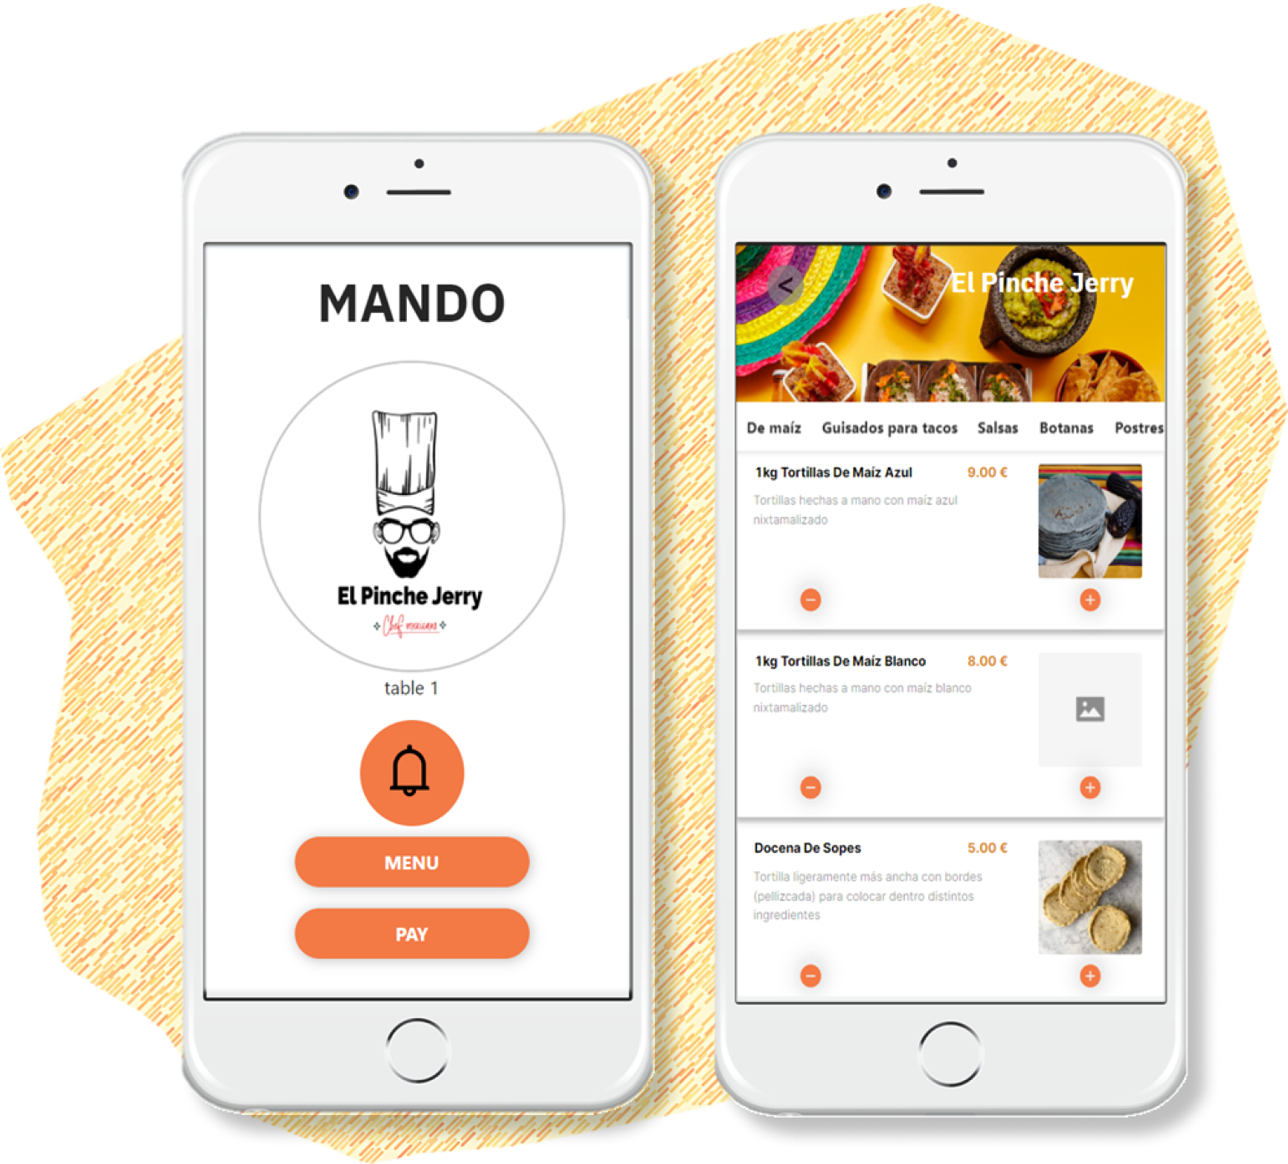 MANDO
El Pinche Jerry
Chef mexicano
table 1
MENU
PAY
El Pinche Jerry
De maíz Guisados para tacos Salsas Botanas Postres
1kg Tortillas De Maíz Azul 9.00 €
Tortillas hechas a mano con maíz azul
nixtamalizado
1kg Tortillas De Maíz Blanco 8.00 €
Tortillas hechas a mano con maíz blanco
nixtamalizado
Docena De Sopes 5.00 €
Tortilla ligeramente más ancha con bordes
(pellizcada) para colocar dentro distintos
ingredientes